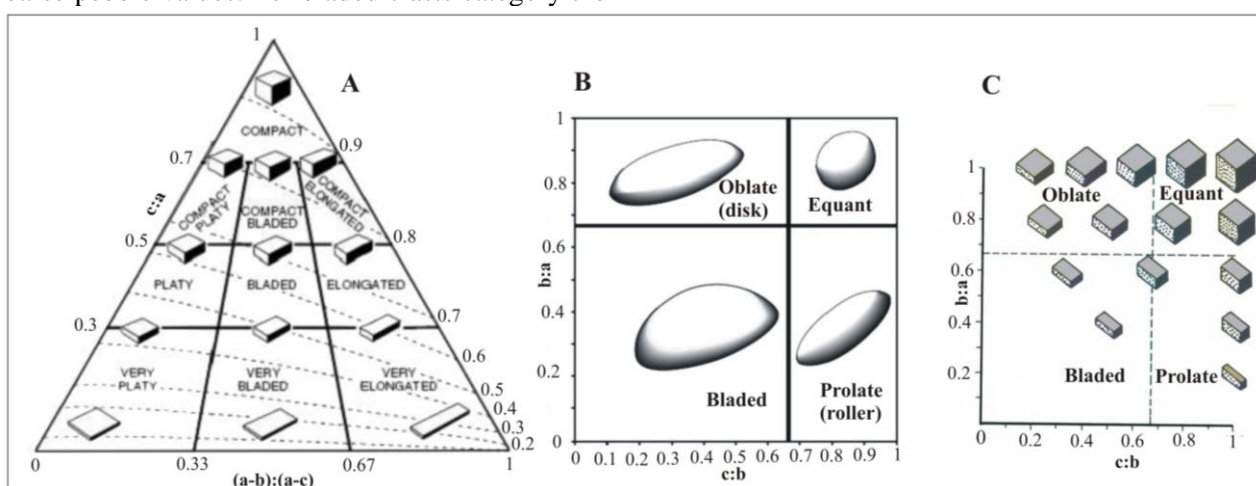 A
1
COMPACT
0.7
0.9
COMPACT
PLATY
COMPACT
BLADED
COMPACT
ELONGATED
c:a
0.5
0.8
PLATY
BLADED
ELONGATED
0.3
0.7
0.6
VERY
PLATY
VERY
BLADED
VERY
ELONGATED
0.5
0.4
0.3
0.2
0
0.33
0.67
1
(a-b):(a-c)
B
1
0.8
0.6
0.4
0.2
0
b:a
Oblate
(disk)
Equant
Bladed
Prolate
(roller)
0 0.1 0.2 0.3 0.4 0.5 0.6 0.7 0.8 0.9 1
c:b
C
1
0.8
0.6
0.4
0.2
b:a
Oblate
Equant
Bladed
Prolate
0 0.2 0.4 0.6 0.8 1
c:b